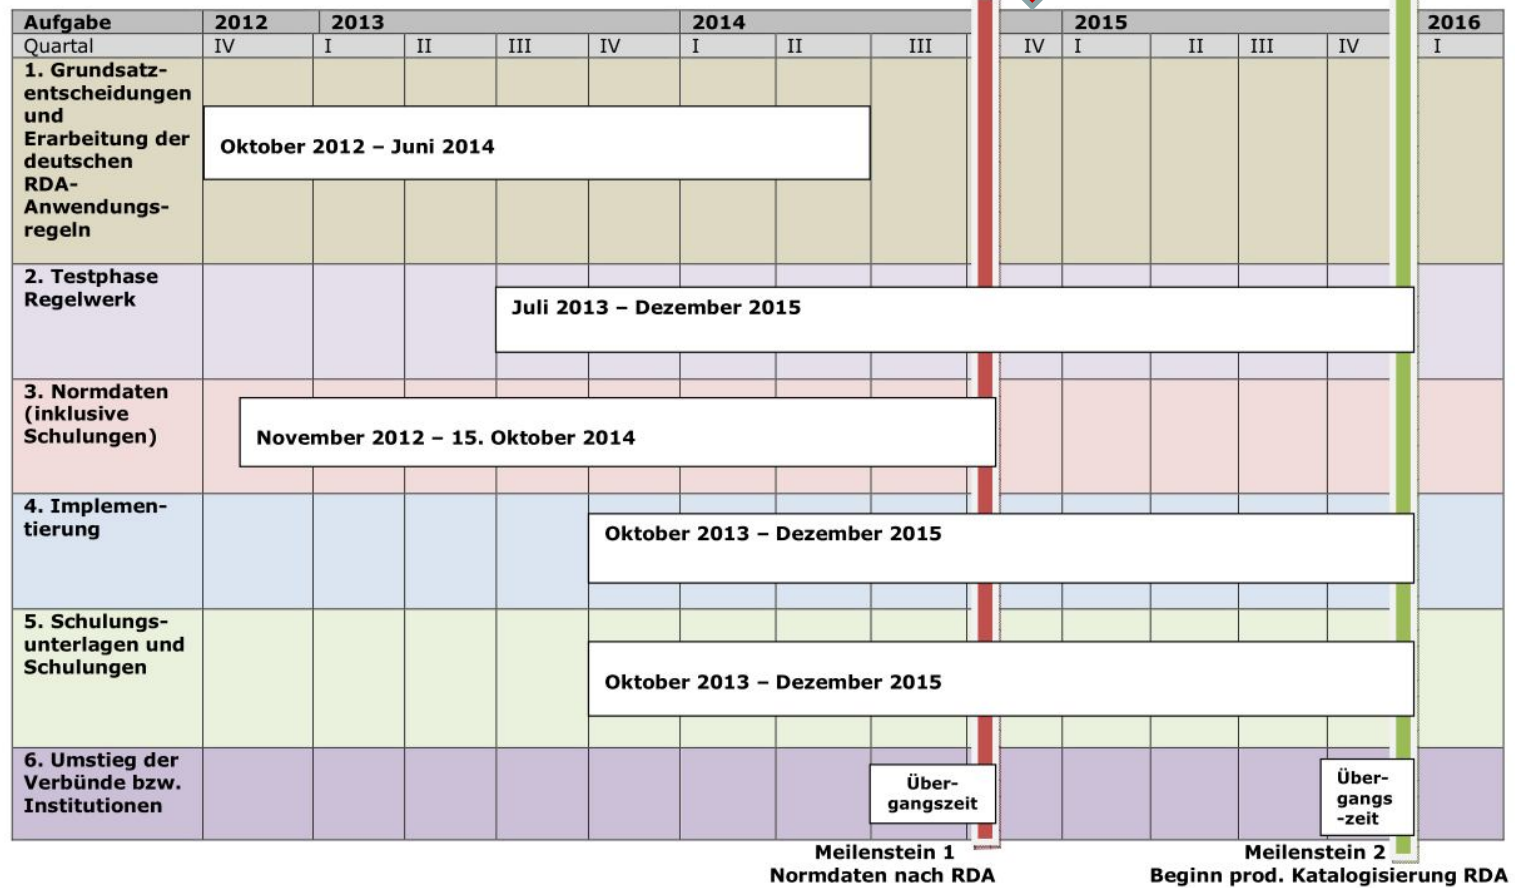 Aufgabe 2012 2013 2014 2015 2016
Quartal IV I II III IV I II III IV I II III IV I
1. Grundsatz-
entscheidungen
und
Erarbeitung der
deutschen
RDA-
Anwendungs-
regeln
Oktober 2012 – Juni 2014
2. Testphase
Regelwerk
Juli 2013 – Dezember 2015
3. Normdaten
(inklusive
Schulungen)
November 2012 – 15. Oktober 2014
4. Implemen-
tierung
Oktober 2013 – Dezember 2015
5. Schulungs-
unterlagen und
Schulungen
Oktober 2013 – Dezember 2015
6. Umstieg der
Verbünde bzw.
Institutionen
Über-
gangszeit
Über-
gangs
-zeit
Meilenstein 1
Normdaten nach RDA
Meilenstein 2
Beginn prod. Katalogisierung RDA